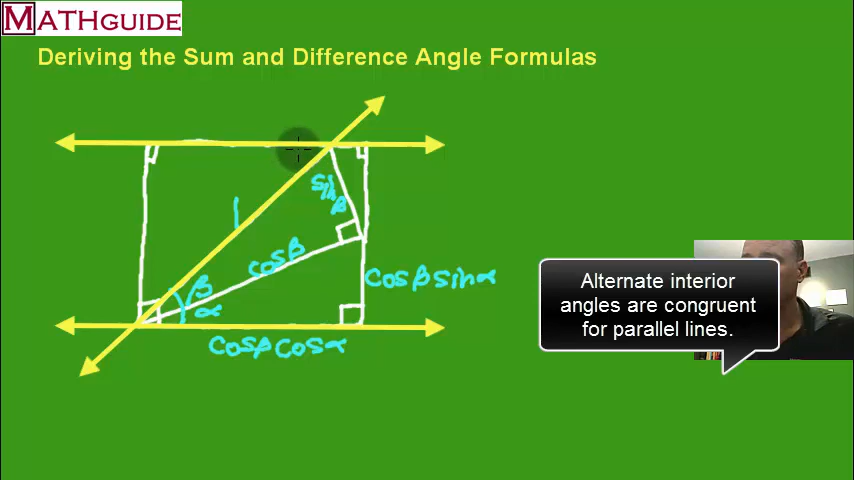 MATHGUIDE
Deriving the Sum and Difference Angle Formulas
sin
β
1
cosβ
β
α
cosβsinα
cosβcosα
Alternate interior
angles are congruent
for parallel lines.